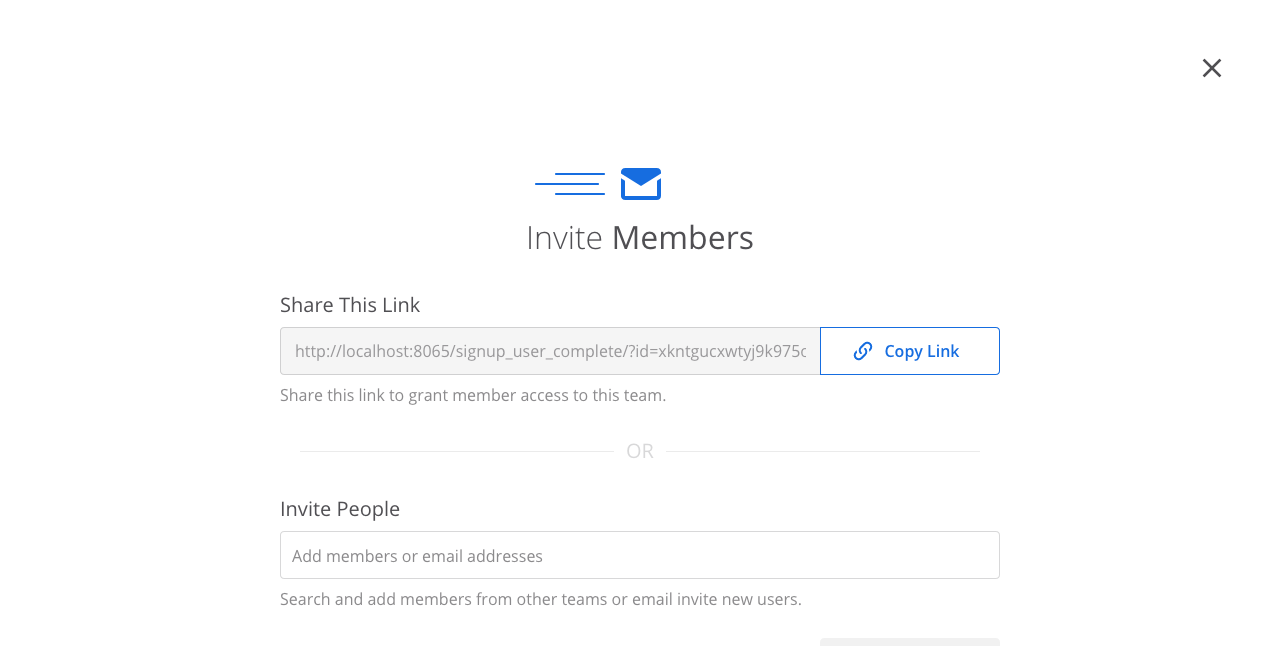 Invite Members
Share This Link
http://localhost:8065/signup_user_complete/?id=xkntgucxwtyj9k975c
Copy Link
Share this link to grant member access to this team.
OR
Invite People
Add members or email addresses
Search and add members from other teams or email invite new users.